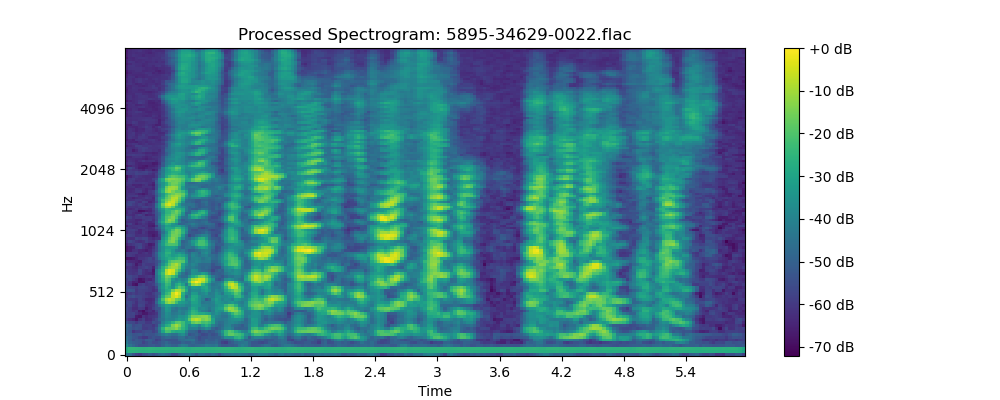 Processed Spectrogram: 5895-34629-0022.flac
+0 dB
4096
-10 dB
-20 dB
2048
-30 dB
Hz
1024
-40 dB
-50 dB
512
-60 dB
0
-70 dB
0 0.6 1.2 1.8 2.4 3 3.6 4.2 4.8 5.4
Time